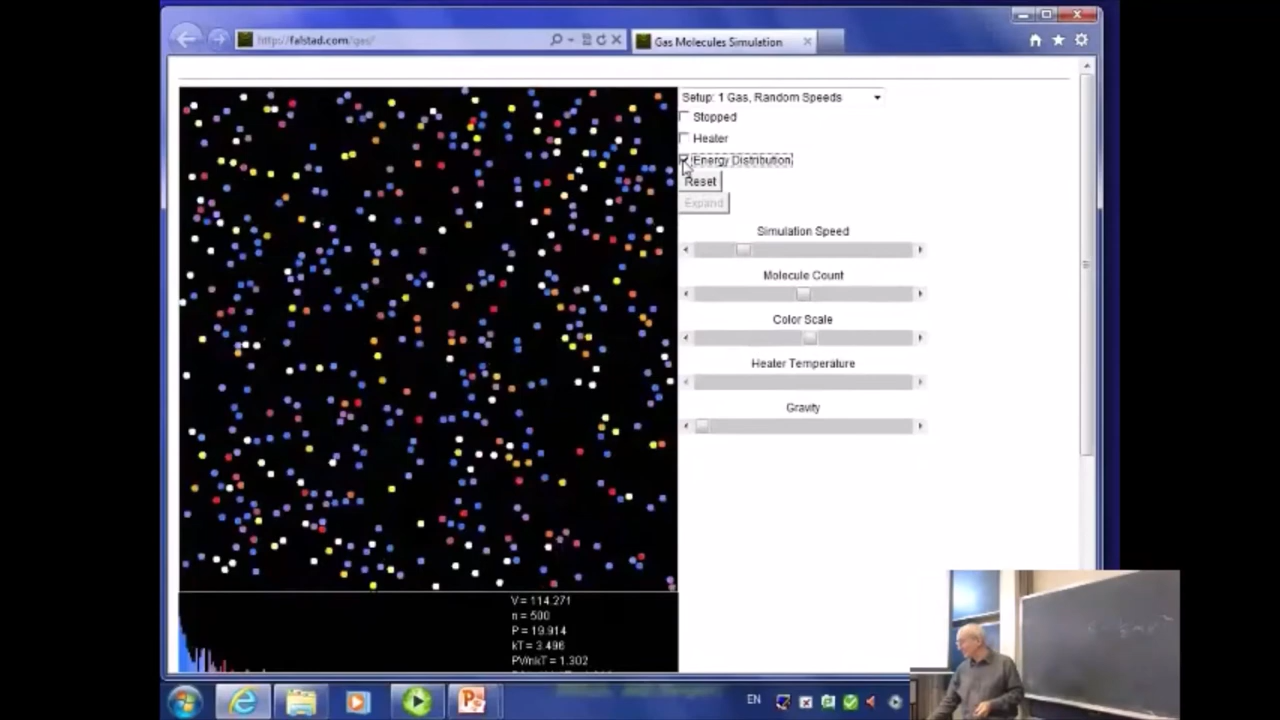 http://falstad.com/gas/
Gas Molecules Simulation
Setup: 1 Gas, Random Speeds
Stopped
Heater
Energy Distribution
Reset
Expand
Simulation Speed
Molecule Count
Color Scale
Heater Temperature
Gravity
V = 114.271
n = 500
P = 19.914
kT = 3.496
PV/nkT = 1.302
EN